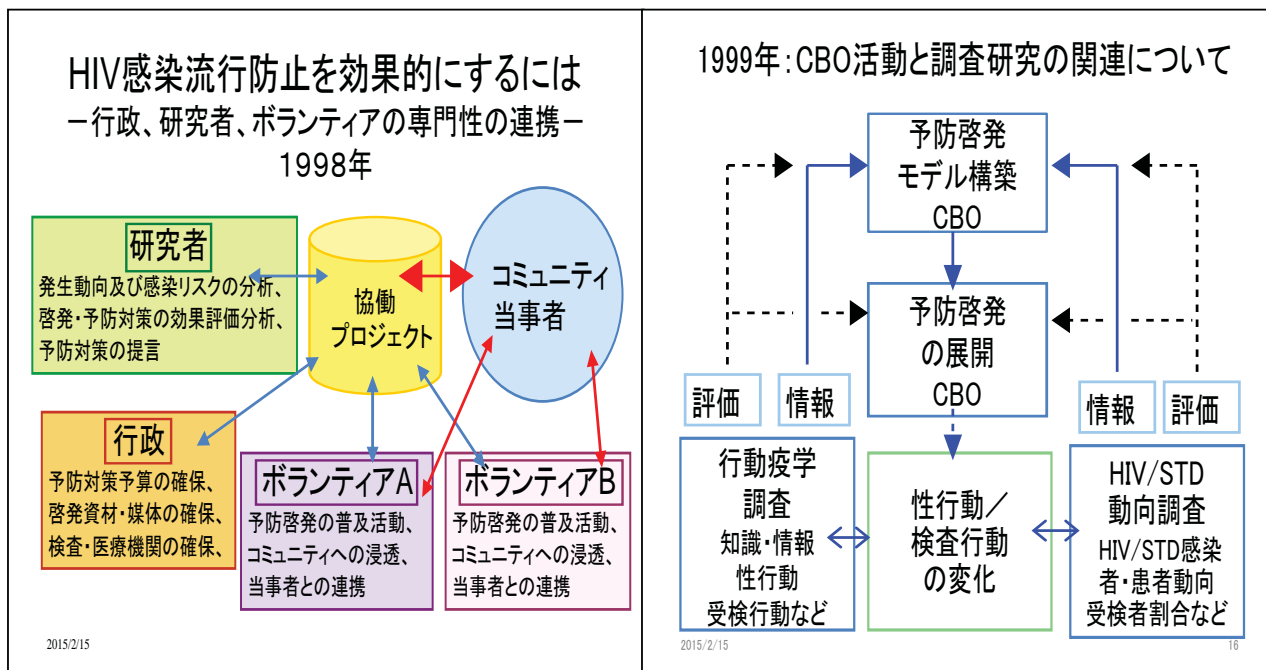 HIV感染流行防止を効果的にするには
－行政、研究者、ボランティアの専門性の連携－
1998年
研究者
発生動向及び感染リスクの分析、
啓発・予防対策の効果評価分析、
予防対策の提言
協働
プロジェクト
コミュニティ
当事者
行政
予防対策予算の確保、
啓発資材・媒体の確保、
検査・医療機関の確保、
ボランティアA
予防啓発の普及活動、
コミュニティへの浸透、
当事者との連携
ボランティアB
予防啓発の普及活動、
コミュニティへの浸透、
当事者との連携
2015/2/15
1999年：CBO活動と調査研究の関連について
予防啓発
モデル構築
CBO
予防啓発
の展開
CBO
評価
情報
情報
評価
行動疫学
調査
知識・情報
性行動
受検行動など
性行動／
検査行動
の変化
HIV/STD
動向調査
HIV/STD感染
者・患者動向
受検者割合など
2015/2/15
16